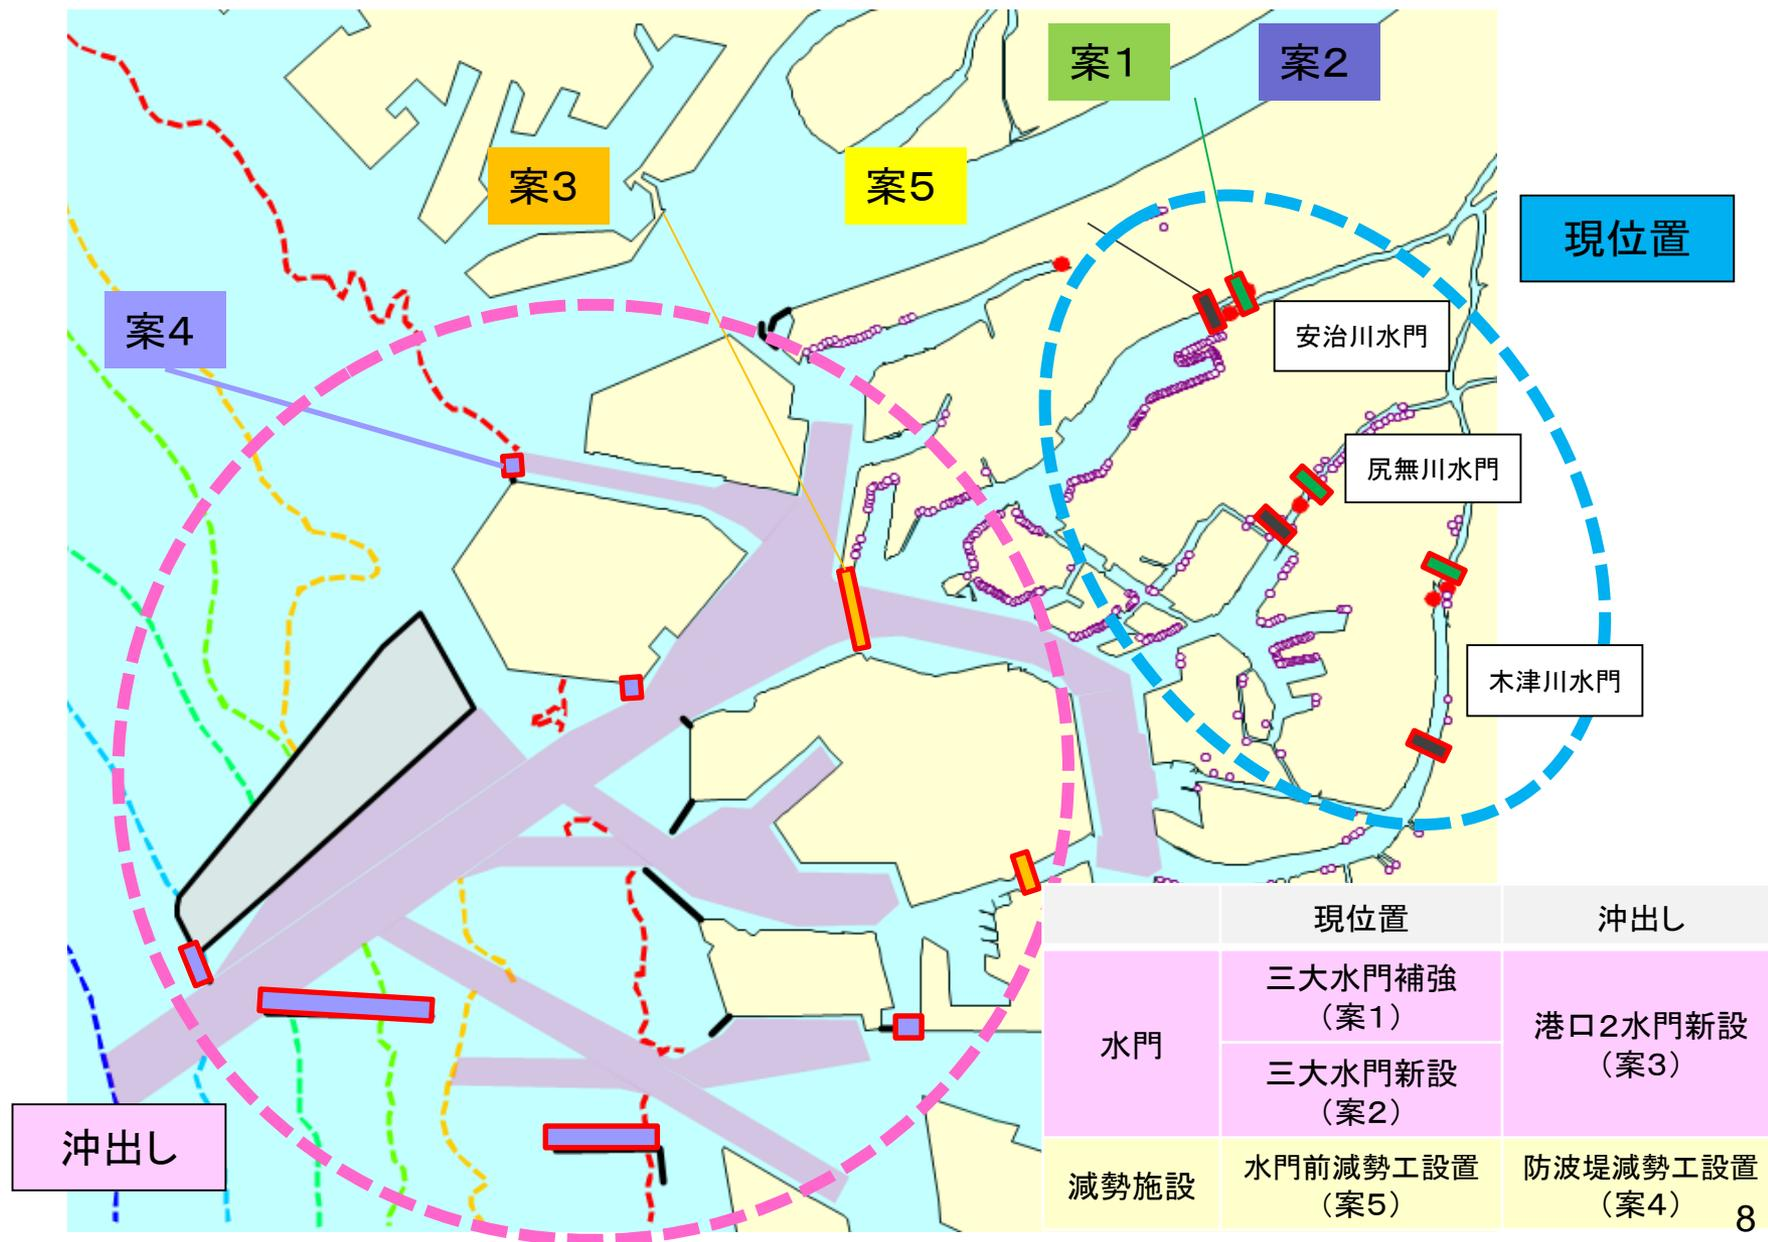 案１
案２
案３
案５
現位置
案４
安治川水門
尻無川水門
木津川水門
沖出し
現位置
沖出し
水門
三大水門補強
（案１）
三大水門新設
（案２）
港口２水門新設
（案３）
減勢施設
水門前減勢工設置
（案５）
防波堤減勢工設置
（案４）
8